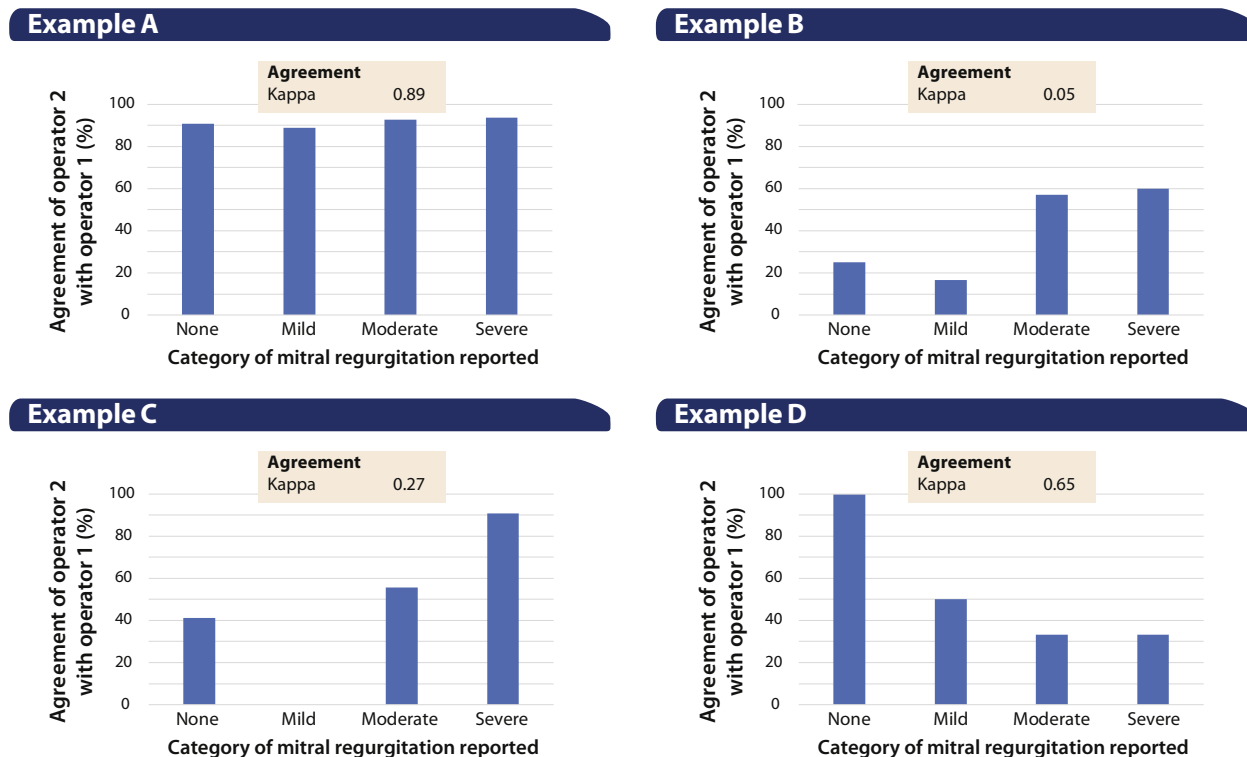 Example A
Agreement
Kappa 0.89
Agreement of operator 2
with operator 1 (%)
100
80
60
40
20
0
None Mild Moderate Severe
Category of mitral regurgitation reported
Example B
Agreement
Kappa 0.05
Agreement of operator 2
with operator 1 (%)
100
80
60
40
20
0
None Mild Moderate Severe
Category of mitral regurgitation reported
Example C
Agreement
Kappa 0.27
Agreement of operator 2
with operator 1 (%)
100
80
60
40
20
0
None Mild Moderate Severe
Category of mitral regurgitation reported
Example D
Agreement
Kappa 0.65
Agreement of operator 2
with operator 1 (%)
100
80
60
40
20
0
None Mild Moderate Severe
Category of mitral regurgitation reported